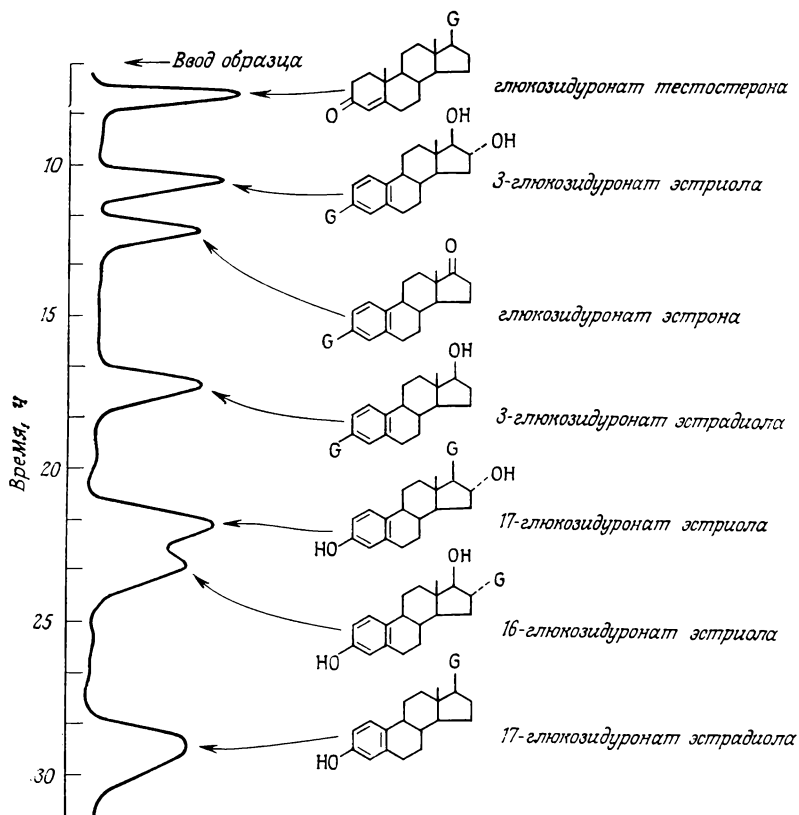 G
← Ввод образца
глюкозидуронат тестостерона
O
OH
OH
10
3-глюкозидуронат эстриола
G
O
15
глюкозидуронат эстрона
G
OH
3-глюкозидуронат эстрадиола
G
Время, ч
20
G
OH
17-глюкозидуронат эстриола
HO
OH
G
25
16-глюкозидуронат эстриола
HO
G
17-глюкозидуронат эстрадиола
HO
30